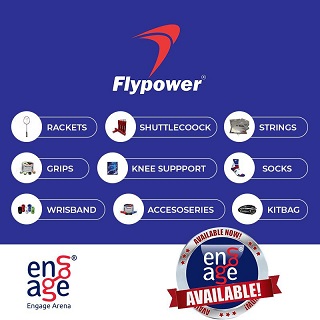 Flypower®
RACKETS
SHUTTLECOOCK
STRINGS
GRIPS
KNEE SUPPPORT
SOCKS
WRISBAND
ACCESOSERIES
KITBAG
engage®
Engage Arena
AVAILABLE NOW!
engage
AVAILABLE!